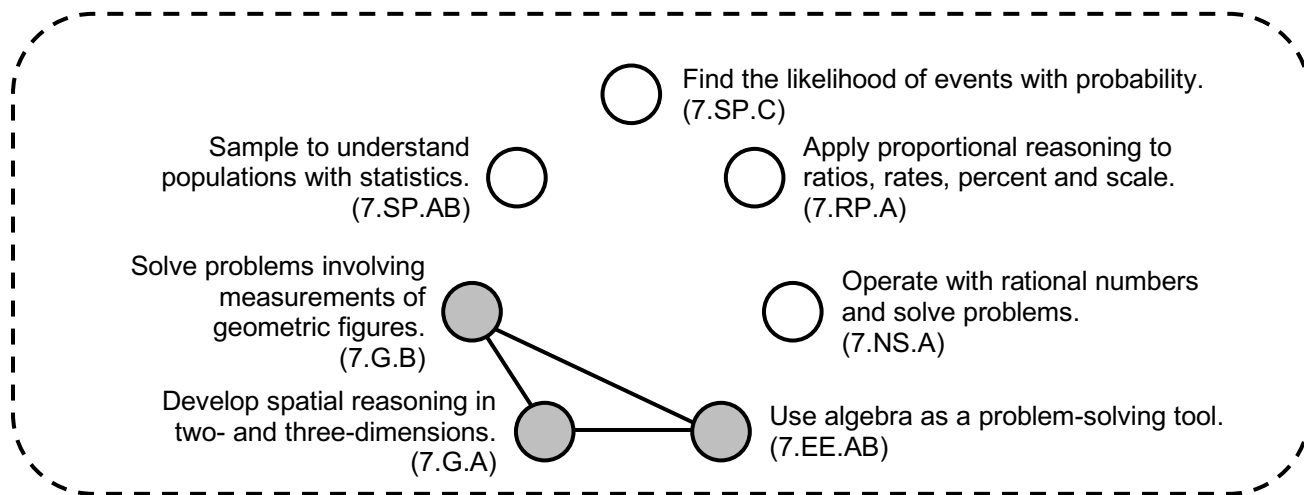 Find the likelihood of events with probability.
(7.SP.C)
Sample to understand
populations with statistics.
(7.SP.AB)
Apply proportional reasoning to
ratios, rates, percent and scale.
(7.RP.A)
Solve problems involving
measurements of
geometric figures.
(7.G.B)
Operate with rational numbers
and solve problems.
(7.NS.A)
Develop spatial reasoning in
two- and three-dimensions.
(7.G.A)
Use algebra as a problem-solving tool.
(7.EE.AB)